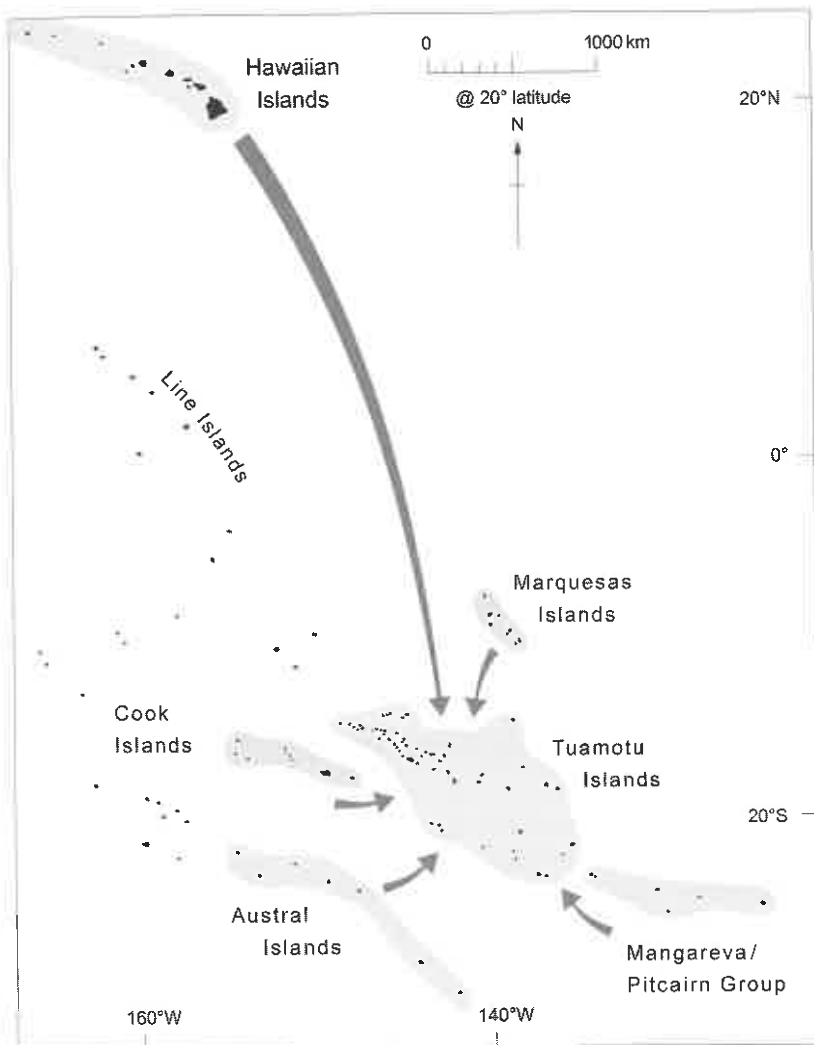 0 1000 km
@ 20° latitude
N
Hawaiian
Islands
20°N
Line Islands
0°
Marquesas
Islands
Cook
Islands
Tuamotu
Islands
20°S
Austral
Islands
Mangareva/
Pitcairn Group
160°W
140°W